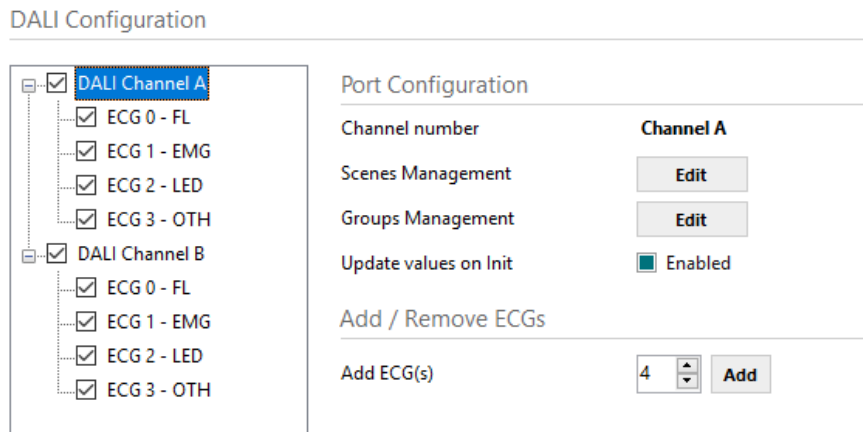 DALI Configuration
DALI Channel A
ECG 0 - FL
ECG 1 - EMG
ECG 2 - LED
ECG 3 - OTH
DALI Channel B
ECG 0 - FL
ECG 1 - EMG
ECG 2 - LED
ECG 3 - OTH
Port Configuration
Channel number Channel A
Scenes Management Edit
Groups Management Edit
Update values on Init Enabled
Add / Remove ECGs
Add ECG(s) 4 Add